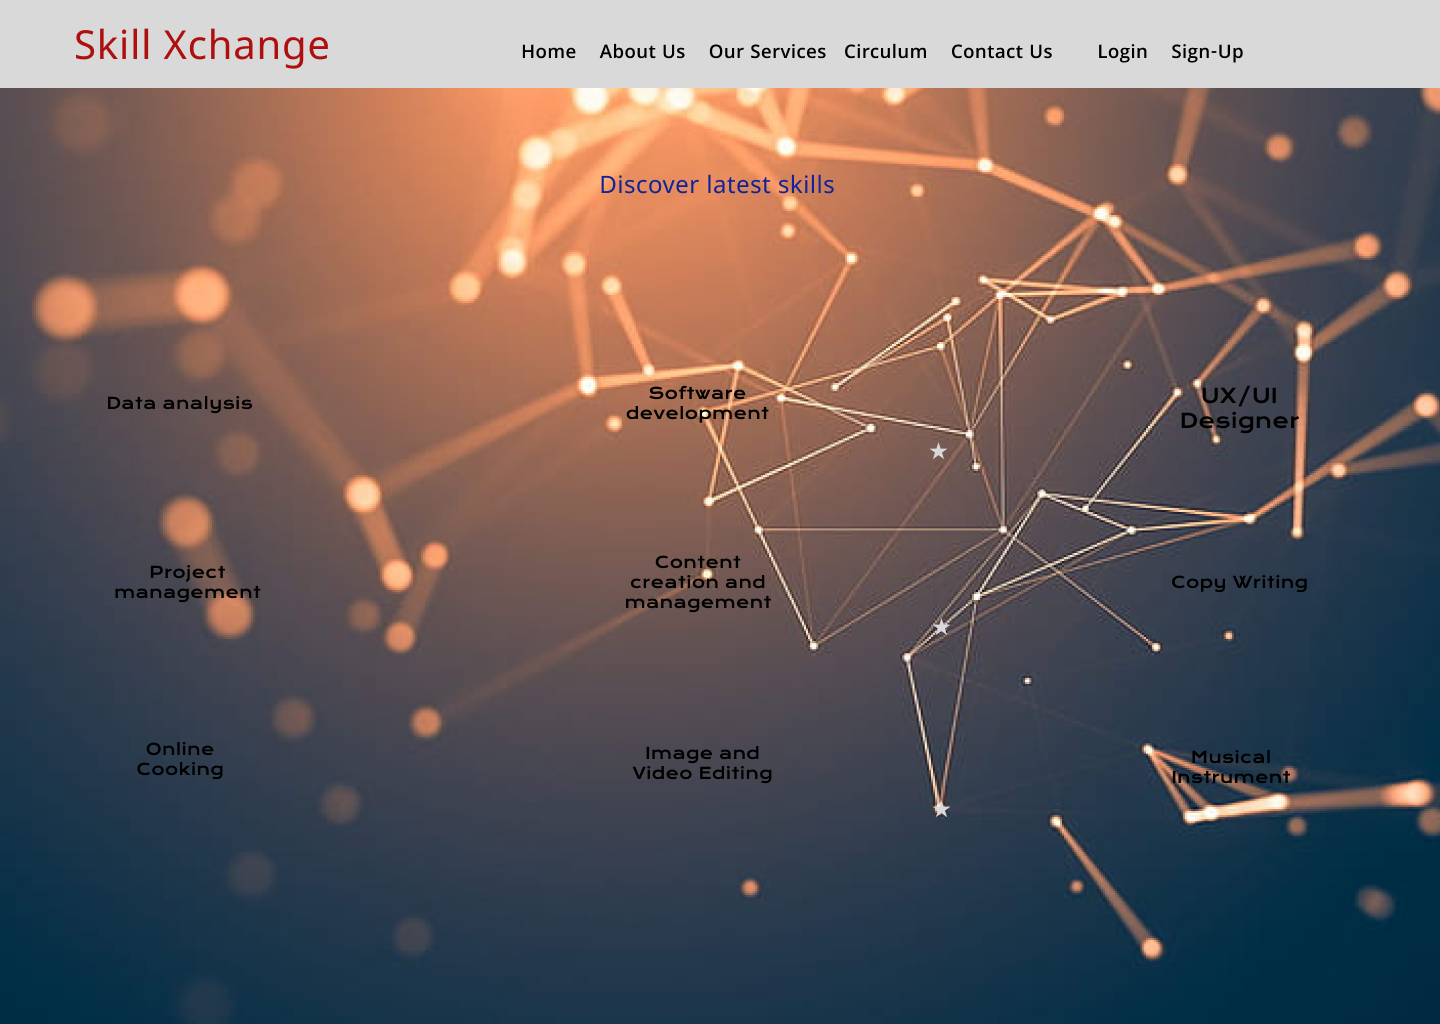 Skill Xchange
Home About Us Our Services Circulum Contact Us Login Sign-Up
Discover latest skills
Data analysis
Software
development
UX/UI
Designer
Project
management
Content
creation and
management
Copy Writing
Online
Cooking
Image and
Video Editing
Musical
Instrument